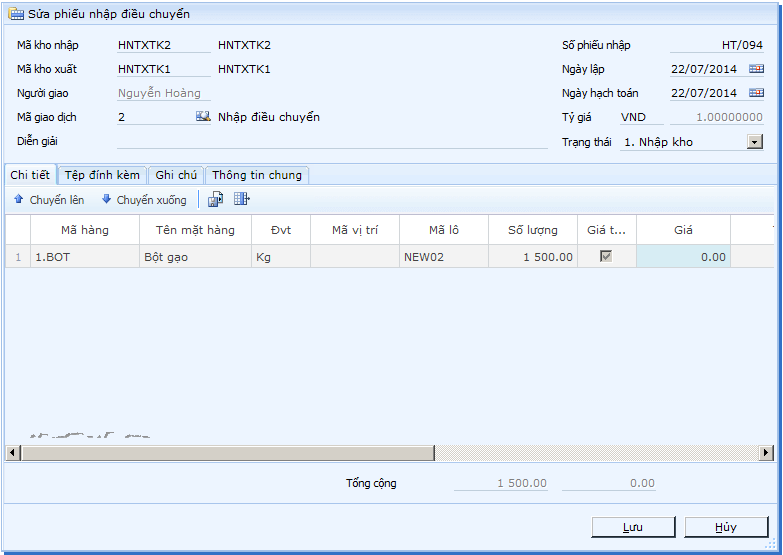 Sửa phiếu nhập điều chuyển
Mã kho nhập HNTXTK2 HNTXTK2 Số phiếu nhập HT/094
Mã kho xuất HNTXTK1 HNTXTK1 Ngày lập 22/07/2014
Người giao Nguyễn Hoàng Ngày hạch toán 22/07/2014
Mã giao dịch 2 Nhập điều chuyển Tỷ giá VND 1.00000000
Diễn giải Trạng thái 1. Nhập kho
Chi tiết Tệp đính kèm Ghi chú Thông tin chung
Chuyển lên Chuyển xuống
Mã hàng Tên mặt hàng Đvt Mã vị trí Mã lô Số lượng Giá t... Giá
1 1.BOT Bột gạo Kg NEW02 1 500.00 0.00
Tổng cộng 1 500.00 0.00
Lưu Hủy